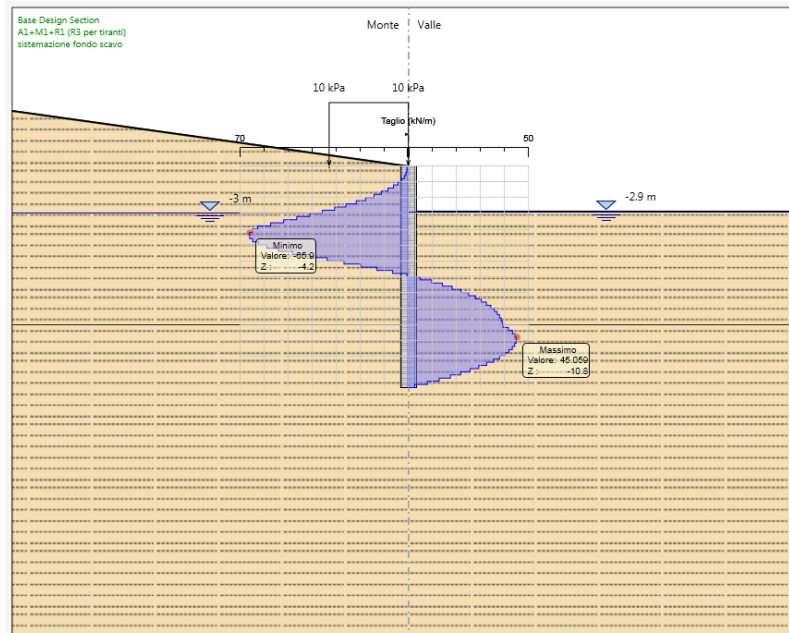 Base Design Section
A1+M1+R1 (R3 per tiranti)
sistemazione fondo scavo
Monte Valle
10 kPa 10 kPa
Taglio (kN/m)
70 50
-3 m
-2.9 m
Minimo
Valore: -65.9
Z : -4.2
Massimo
Valore: 45.059
Z : -10.8